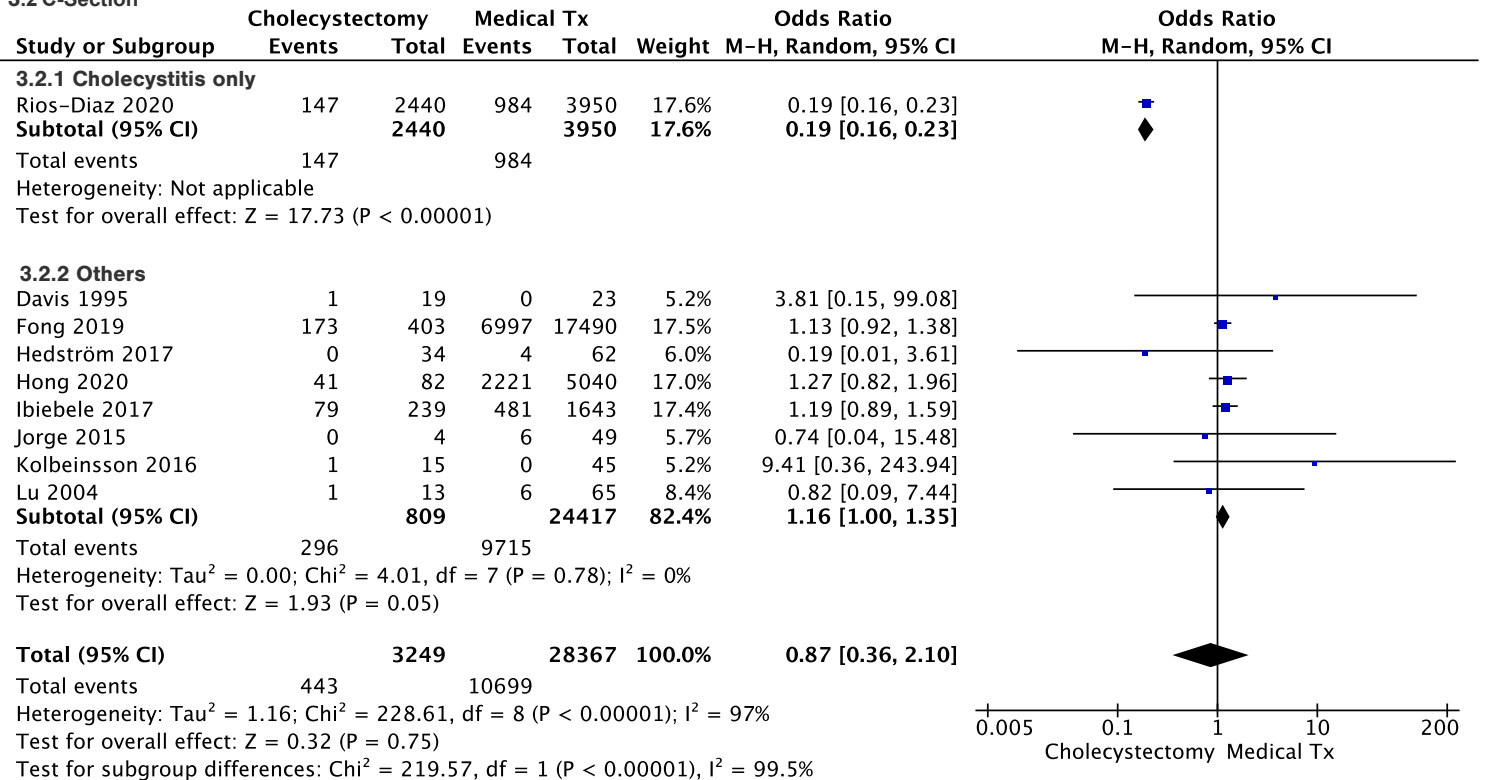 3.2 C-Section
Cholecystectomy Medical Tx Odds Ratio Odds Ratio
Study or Subgroup Events Total Events Total Weight M-H, Random, 95% CI M-H, Random, 95% CI
3.2.1 Cholecystitis only
Rios-Diaz 2020 147 2440 984 3950 17.6% 0.19 [0.16, 0.23]
Subtotal (95% CI) 2440 3950 17.6% 0.19 [0.16, 0.23]
Total events 147 984
Heterogeneity: Not applicable
Test for overall effect: Z = 17.73 (P < 0.00001)
3.2.2 Others
Davis 1995 1 19 0 23 5.2% 3.81 [0.15, 99.08]
Fong 2019 173 403 6997 17490 17.5% 1.13 [0.92, 1.38]
Hedström 2017 0 34 4 62 6.0% 0.19 [0.01, 3.61]
Hong 2020 41 82 2221 5040 17.0% 1.27 [0.82, 1.96]
Ibiebele 2017 79 239 481 1643 17.4% 1.19 [0.89, 1.59]
Jorge 2015 0 4 6 49 5.7% 0.74 [0.04, 15.48]
Kolbeinsson 2016 1 15 0 45 5.2% 9.41 [0.36, 243.94]
Lu 2004 1 13 6 65 8.4% 0.82 [0.09, 7.44]
Subtotal (95% CI) 809 24417 82.4% 1.16 [1.00, 1.35]
Total events 296 9715
Heterogeneity: Tau² = 0.00; Chi² = 4.01, df = 7 (P = 0.78); I² = 0%
Test for overall effect: Z = 1.93 (P = 0.05)
Total (95% CI) 3249 28367 100.0% 0.87 [0.36, 2.10]
Total events 443 10699
Heterogeneity: Tau² = 1.16; Chi² = 228.61, df = 8 (P < 0.00001); I² = 97%
Test for overall effect: Z = 0.32 (P = 0.75)
Test for subgroup differences: Chi² = 219.57, df = 1 (P < 0.00001), I² = 99.5%
0.005 0.1 1 10 200
Cholecystectomy Medical Tx